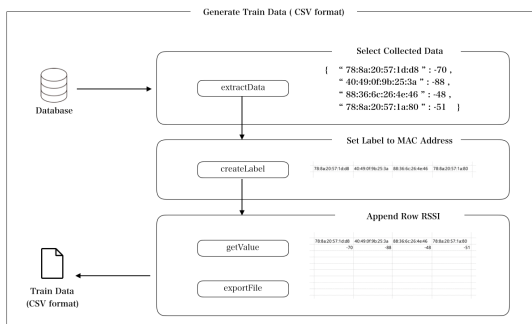 Generate Train Data ( CSV format)
Select Collected Data
{ “ 78:8a:20:57:1d:d8 ” : -70 ,
“ 40:49:0f:9b:25:3a ” : -88 ,
“ 88:36:6c:26:4e:46 ” : -48 ,
“ 78:8a:20:57:1a:80 ” : -51 }
extractData
Database
Set Label to MAC Address
createLabel
78:8a:20:57:1d:d8 40:49:0f:9b:25:3a 88:36:6c:26:4e:46 78:8a:20:57:1a:80
Append Row RSSI
getValue
78:8a:20:57:1d:d8 40:49:0f:9b:25:3a 88:36:6c:26:4e:46 78:8a:20:57:1a:80
-70 -88 -48 -51
exportFile
Train Data
(CSV format)